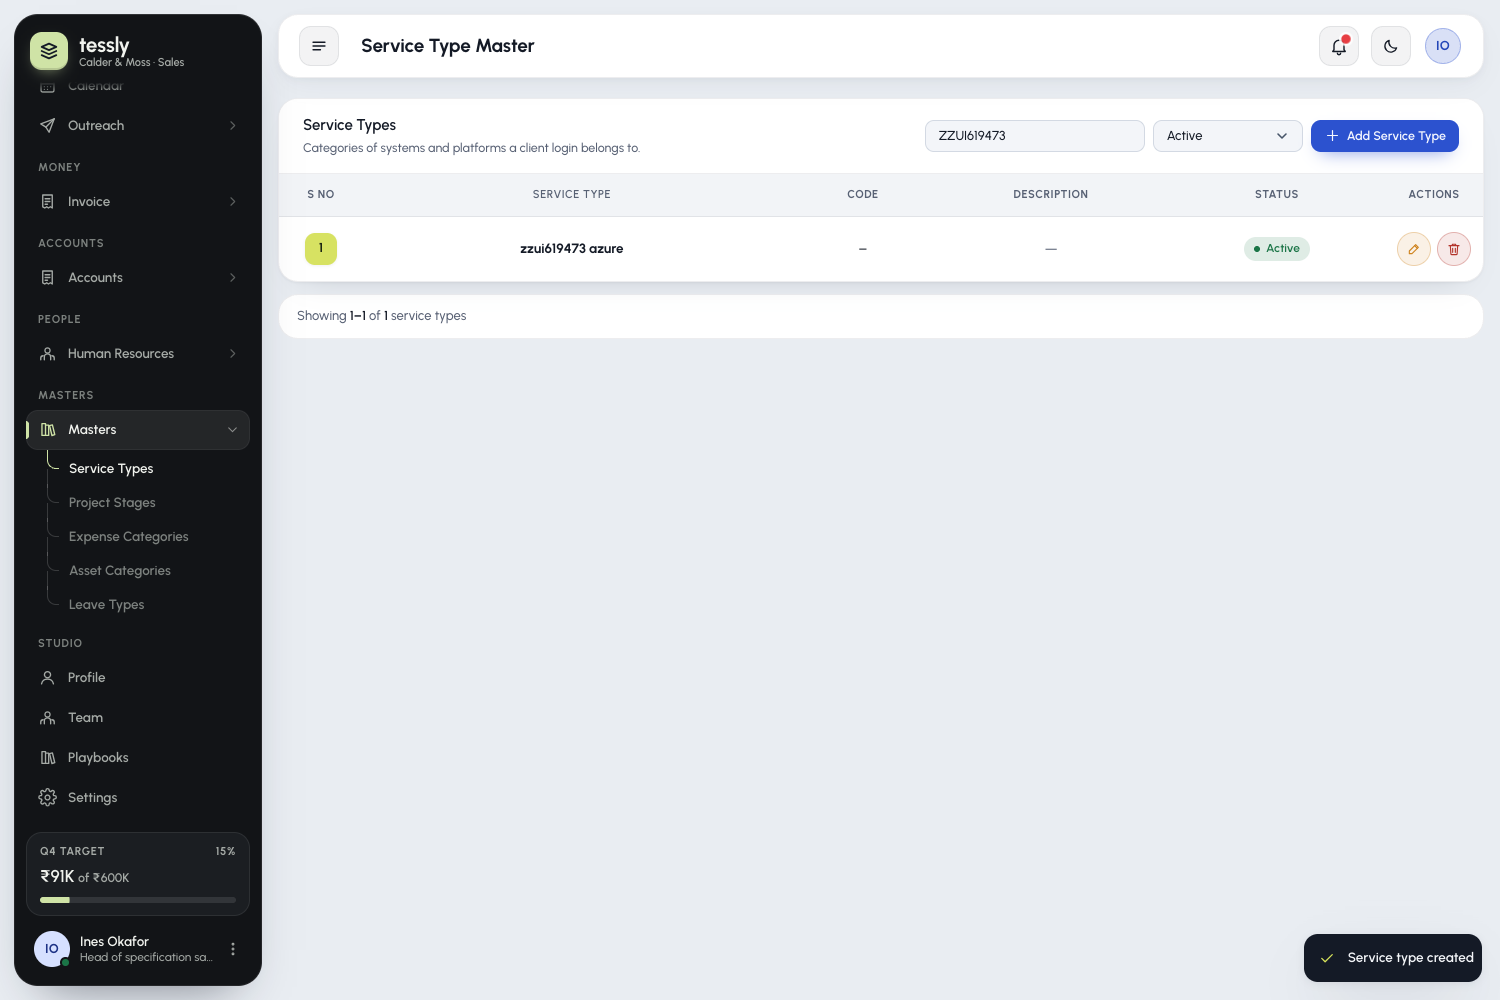 tessly
Calder & Moss · Sales
Calendar
Outreach
MONEY
Invoice
ACCOUNTS
Accounts
PEOPLE
Human Resources
MASTERS
Masters
Service Types
Project Stages
Expense Categories
Asset Categories
Leave Types
STUDIO
Profile
Team
Playbooks
Settings
Q4 TARGET 15%
₹91K of ₹600K
IO
Ines Okafor
Head of specification sa...
Service Type Master
IO
Service Types
Categories of systems and platforms a client login belongs to.
ZZUI619473
Active
Add Service Type
S NO SERVICE TYPE CODE DESCRIPTION STATUS ACTIONS
1 zzui619473 azure – — Active
Showing 1–1 of 1 service types
Service type created